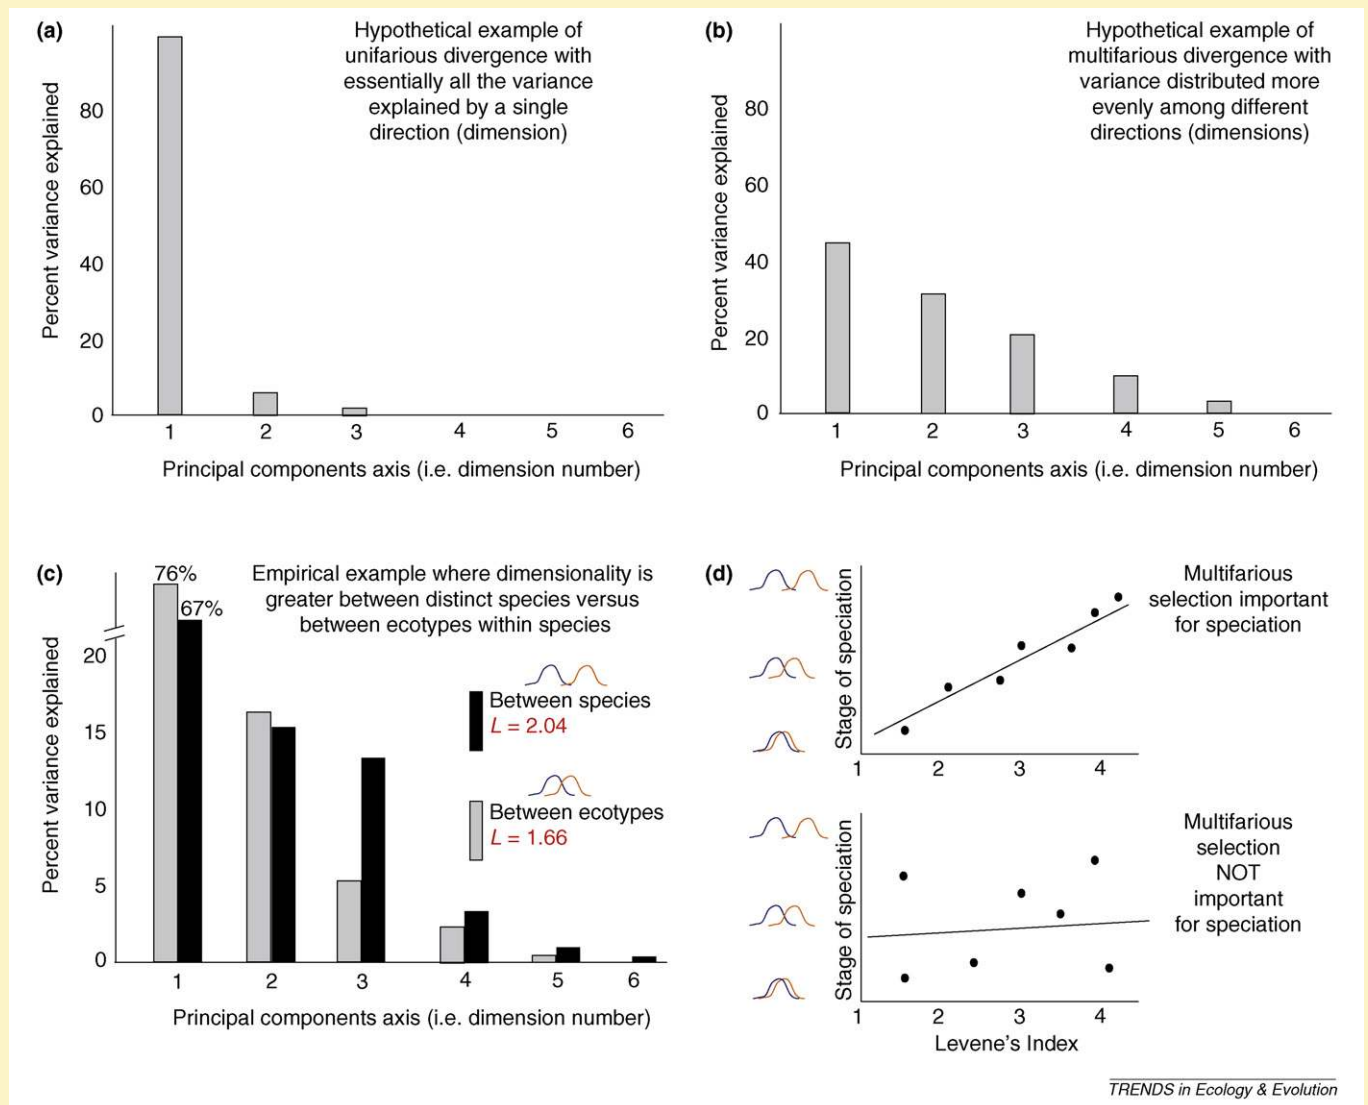 (a)
Hypothetical example of
unifarious divergence with
essentially all the variance
explained by a single
direction (dimension)
Percent variance explained
80
60
40
20
0
1 2 3 4 5 6
Principal components axis (i.e. dimension number)
(b)
Hypothetical example of
multifarious divergence with
variance distributed more
evenly among different
directions (dimensions)
Percent variance explained
80
60
40
20
0
1 2 3 4 5 6
Principal components axis (i.e. dimension number)
(c)
76%
67%
Empirical example where dimensionality is
greater between distinct species versus
between ecotypes within species
Percent variance explained
20
15
10
5
0
Between species
L = 2.04
Between ecotypes
L = 1.66
1 2 3 4 5 6
Principal components axis (i.e. dimension number)
(d)
Stage of speciation
Multifarious
selection important
for speciation
1 2 3 4
Stage of speciation
Multifarious
selection
NOT
important
for speciation
1 2 3 4
Levene's Index
TRENDS in Ecology & Evolution